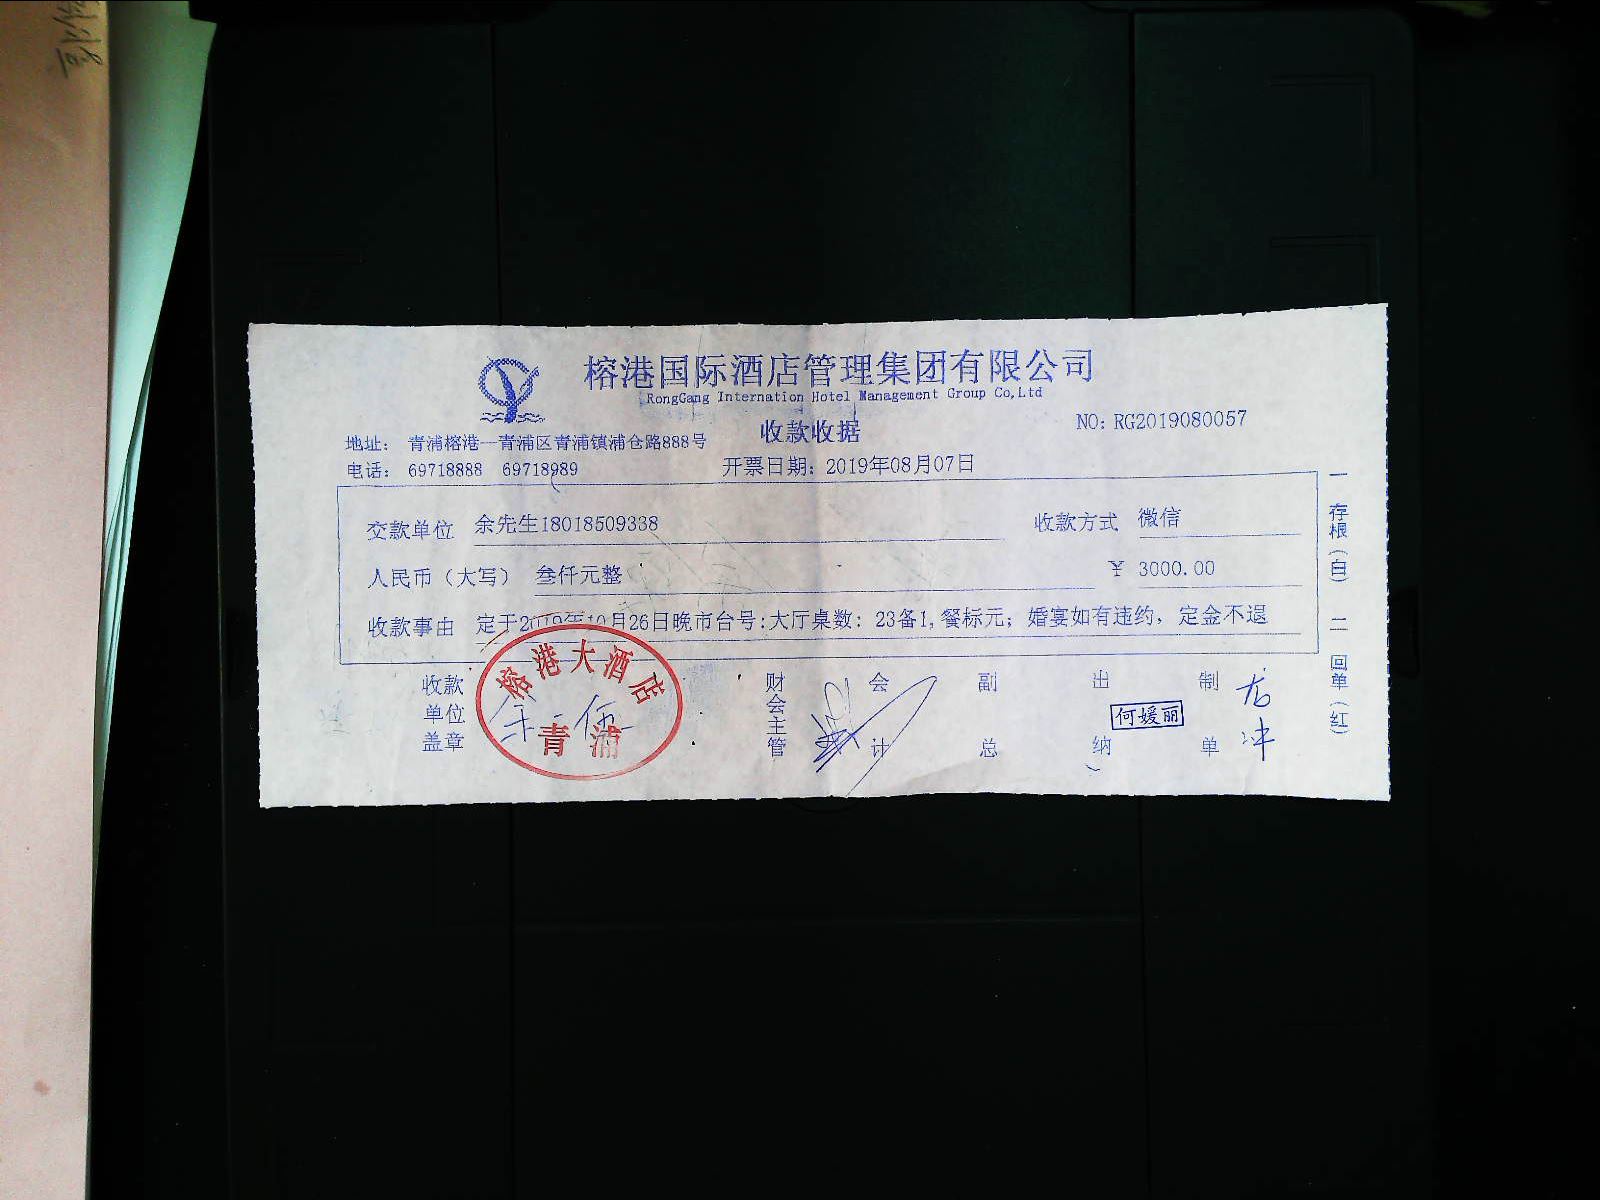 榕港国际酒店管理集团有限公司
RongGang Internation Hotel Management Group Co,Ltd
收款收据
NO: RG2019080057
地址： 青浦榕港—青浦区青浦镇浦仓路888号
电话： 69718888 69718989
开票日期：2019年08月07日
交款单位 余先生18018509338 收款方式 微信
人民币（大写） 叁仟元整 ￥ 3000.00
收款事由 定于2019年10月26日晚市台号:大厅桌数：23备1,餐标元；婚宴如有违约，定金不退
收款单位盖章
榕港大酒店
青浦
财会主管
会计
副总
出纳
何媛丽
制单
一 存根（白） 二 回单（红）